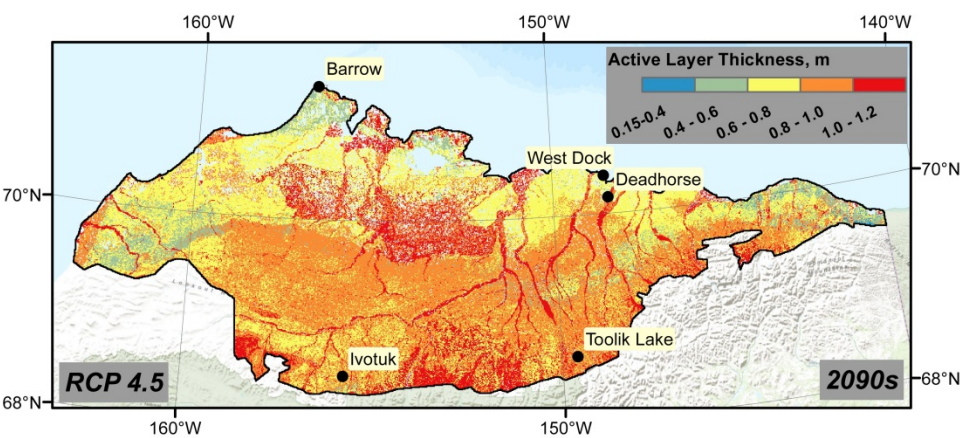 160°W 150°W 140°W
Active Layer Thickness, m
0.15-0.4 0.4 - 0.6 0.6 - 0.8 0.8 - 1.0 1.0 - 1.2
Barrow
West Dock
Deadhorse
70°N 70°N
Toolik Lake
Ivotuk
RCP 4.5 2090s
68°N 68°N
160°W 150°W